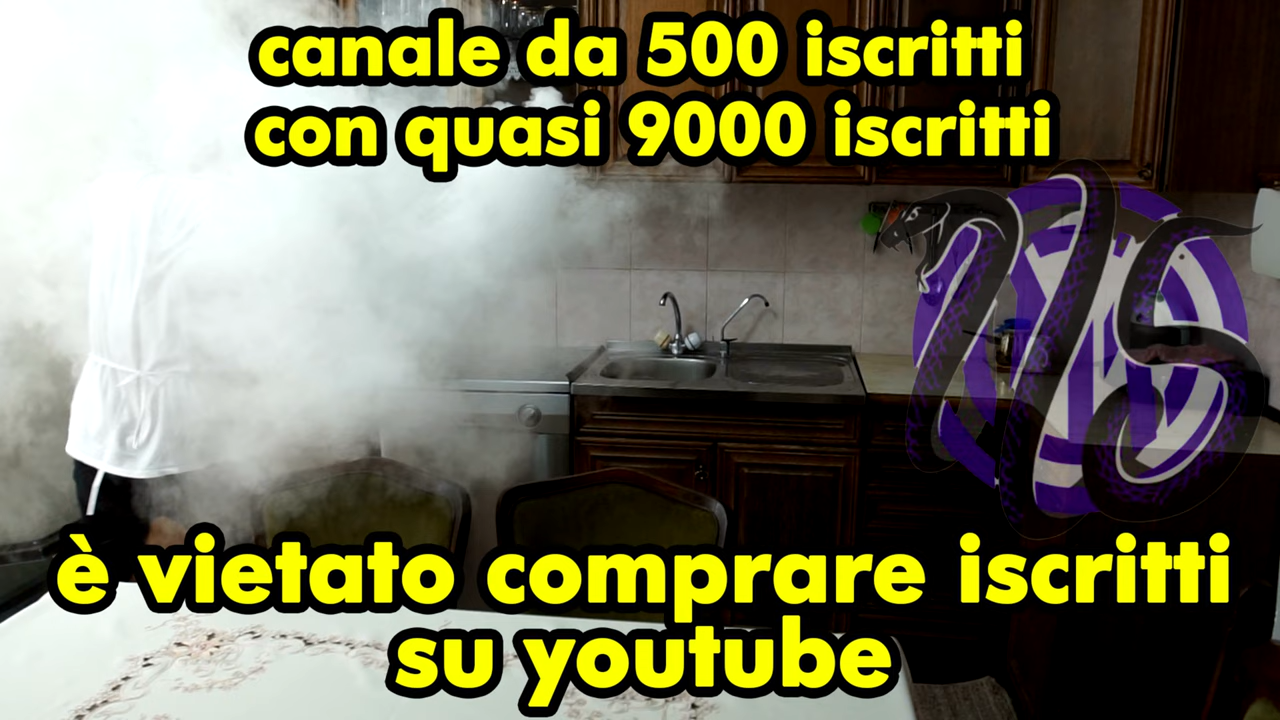 canale da 500 iscritti
con quasi 9000 iscritti
è vietato comprare iscritti
su youtube